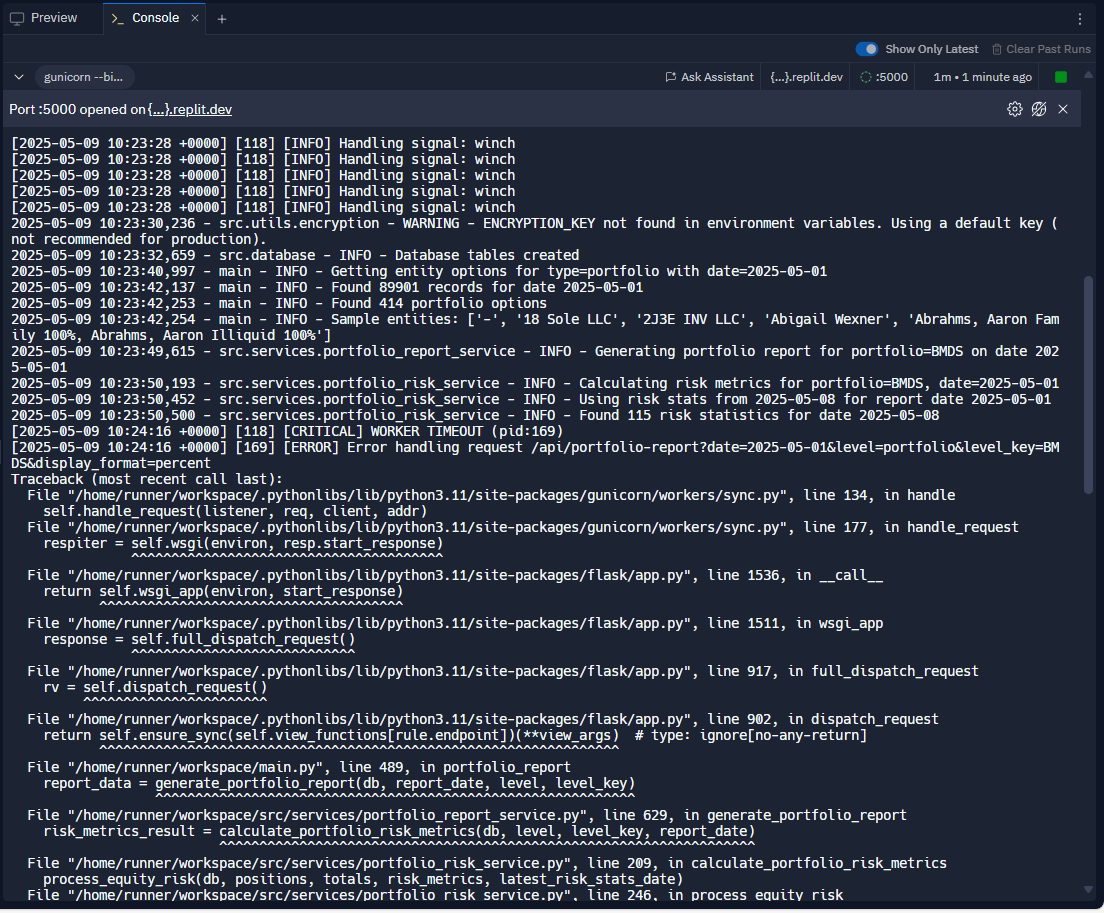 Preview
Console
Show Only Latest
Clear Past Runs
gunicorn --bi...
Ask Assistant
{...}.replit.dev
:5000
1m • 1 minute ago
Port :5000 opened on {...}.replit.dev
[2025-05-09 10:23:28 +0000] [118] [INFO] Handling signal: winch
[2025-05-09 10:23:28 +0000] [118] [INFO] Handling signal: winch
[2025-05-09 10:23:28 +0000] [118] [INFO] Handling signal: winch
[2025-05-09 10:23:28 +0000] [118] [INFO] Handling signal: winch
[2025-05-09 10:23:28 +0000] [118] [INFO] Handling signal: winch
2025-05-09 10:23:30,236 - src.utils.encryption - WARNING - ENCRYPTION_KEY not found in environment variables. Using a default key (
not recommended for production).
2025-05-09 10:23:32,659 - src.database - INFO - Database tables created
2025-05-09 10:23:40,997 - main - INFO - Getting entity options for type=portfolio with date=2025-05-01
2025-05-09 10:23:42,137 - main - INFO - Found 89901 records for date 2025-05-01
2025-05-09 10:23:42,253 - main - INFO - Found 414 portfolio options
2025-05-09 10:23:42,254 - main - INFO - Sample entities: ['-', '18 Sole LLC', '2J3E INV LLC', 'Abigail Wexner', 'Abrahms, Aaron Fam
ily 100%, Abrahms, Aaron Illiquid 100%']
2025-05-09 10:23:49,615 - src.services.portfolio_report_service - INFO - Generating portfolio report for portfolio=BMDS on date 202
5-05-01
2025-05-09 10:23:50,193 - src.services.portfolio_risk_service - INFO - Calculating risk metrics for portfolio=BMDS, date=2025-05-01
2025-05-09 10:23:50,452 - src.services.portfolio_risk_service - INFO - Using risk stats from 2025-05-08 for report date 2025-05-01
2025-05-09 10:23:50,500 - src.services.portfolio_risk_service - INFO - Found 115 risk statistics for date 2025-05-08
[2025-05-09 10:24:16 +0000] [118] [CRITICAL] WORKER TIMEOUT (pid:169)
[2025-05-09 10:24:16 +0000] [169] [ERROR] Error handling request /api/portfolio-report?date=2025-05-01&level=portfolio&level_key=BM
DS&display_format=percent
Traceback (most recent call last):
File "/home/runner/workspace/.pythonlibs/lib/python3.11/site-packages/gunicorn/workers/sync.py", line 134, in handle
self.handle_request(listener, req, client, addr)
File "/home/runner/workspace/.pythonlibs/lib/python3.11/site-packages/gunicorn/workers/sync.py", line 177, in handle_request
respiter = self.wsgi(environ, resp.start_response)
^^^^^^^^^^^^^^^^^^^^^^^^^^^^^^^^^^^^^^^
File "/home/runner/workspace/.pythonlibs/lib/python3.11/site-packages/flask/app.py", line 1536, in __call__
return self.wsgi_app(environ, start_response)
^^^^^^^^^^^^^^^^^^^^^^^^^^^^^^^^^^^^^^
File "/home/runner/workspace/.pythonlibs/lib/python3.11/site-packages/flask/app.py", line 1511, in wsgi_app
response = self.full_dispatch_request()
^^^^^^^^^^^^^^^^^^^^^^^^^^^^
File "/home/runner/workspace/.pythonlibs/lib/python3.11/site-packages/flask/app.py", line 917, in full_dispatch_request
rv = self.dispatch_request()
^^^^^^^^^^^^^^^^^^^^^^^
File "/home/runner/workspace/.pythonlibs/lib/python3.11/site-packages/flask/app.py", line 902, in dispatch_request
return self.ensure_sync(self.view_functions[rule.endpoint])(**view_args)  # type: ignore[no-any-return]
^^^^^^^^^^^^^^^^^^^^^^^^^^^^^^^^^^^^^^^^^^^^^^^^^^^^^^^^^^^^^^^^^
File "/home/runner/workspace/main.py", line 489, in portfolio_report
report_data = generate_portfolio_report(db, report_date, level, level_key)
^^^^^^^^^^^^^^^^^^^^^^^^^^^^^^^^^^^^^^^^^^^^^^^^^^^^^^^^^^^^
File "/home/runner/workspace/src/services/portfolio_report_service.py", line 629, in generate_portfolio_report
risk_metrics_result = calculate_portfolio_risk_metrics(db, level, level_key, report_date)
^^^^^^^^^^^^^^^^^^^^^^^^^^^^^^^^^^^^^^^^^^^^^^^^^^^^^^^^^^^^^^^^^^^
File "/home/runner/workspace/src/services/portfolio_risk_service.py", line 209, in calculate_portfolio_risk_metrics
process_equity_risk(db, positions, totals, risk_metrics, latest_risk_stats_date)
File "/home/runner/workspace/src/services/portfolio_risk_service.py", line 246, in process_equity_risk